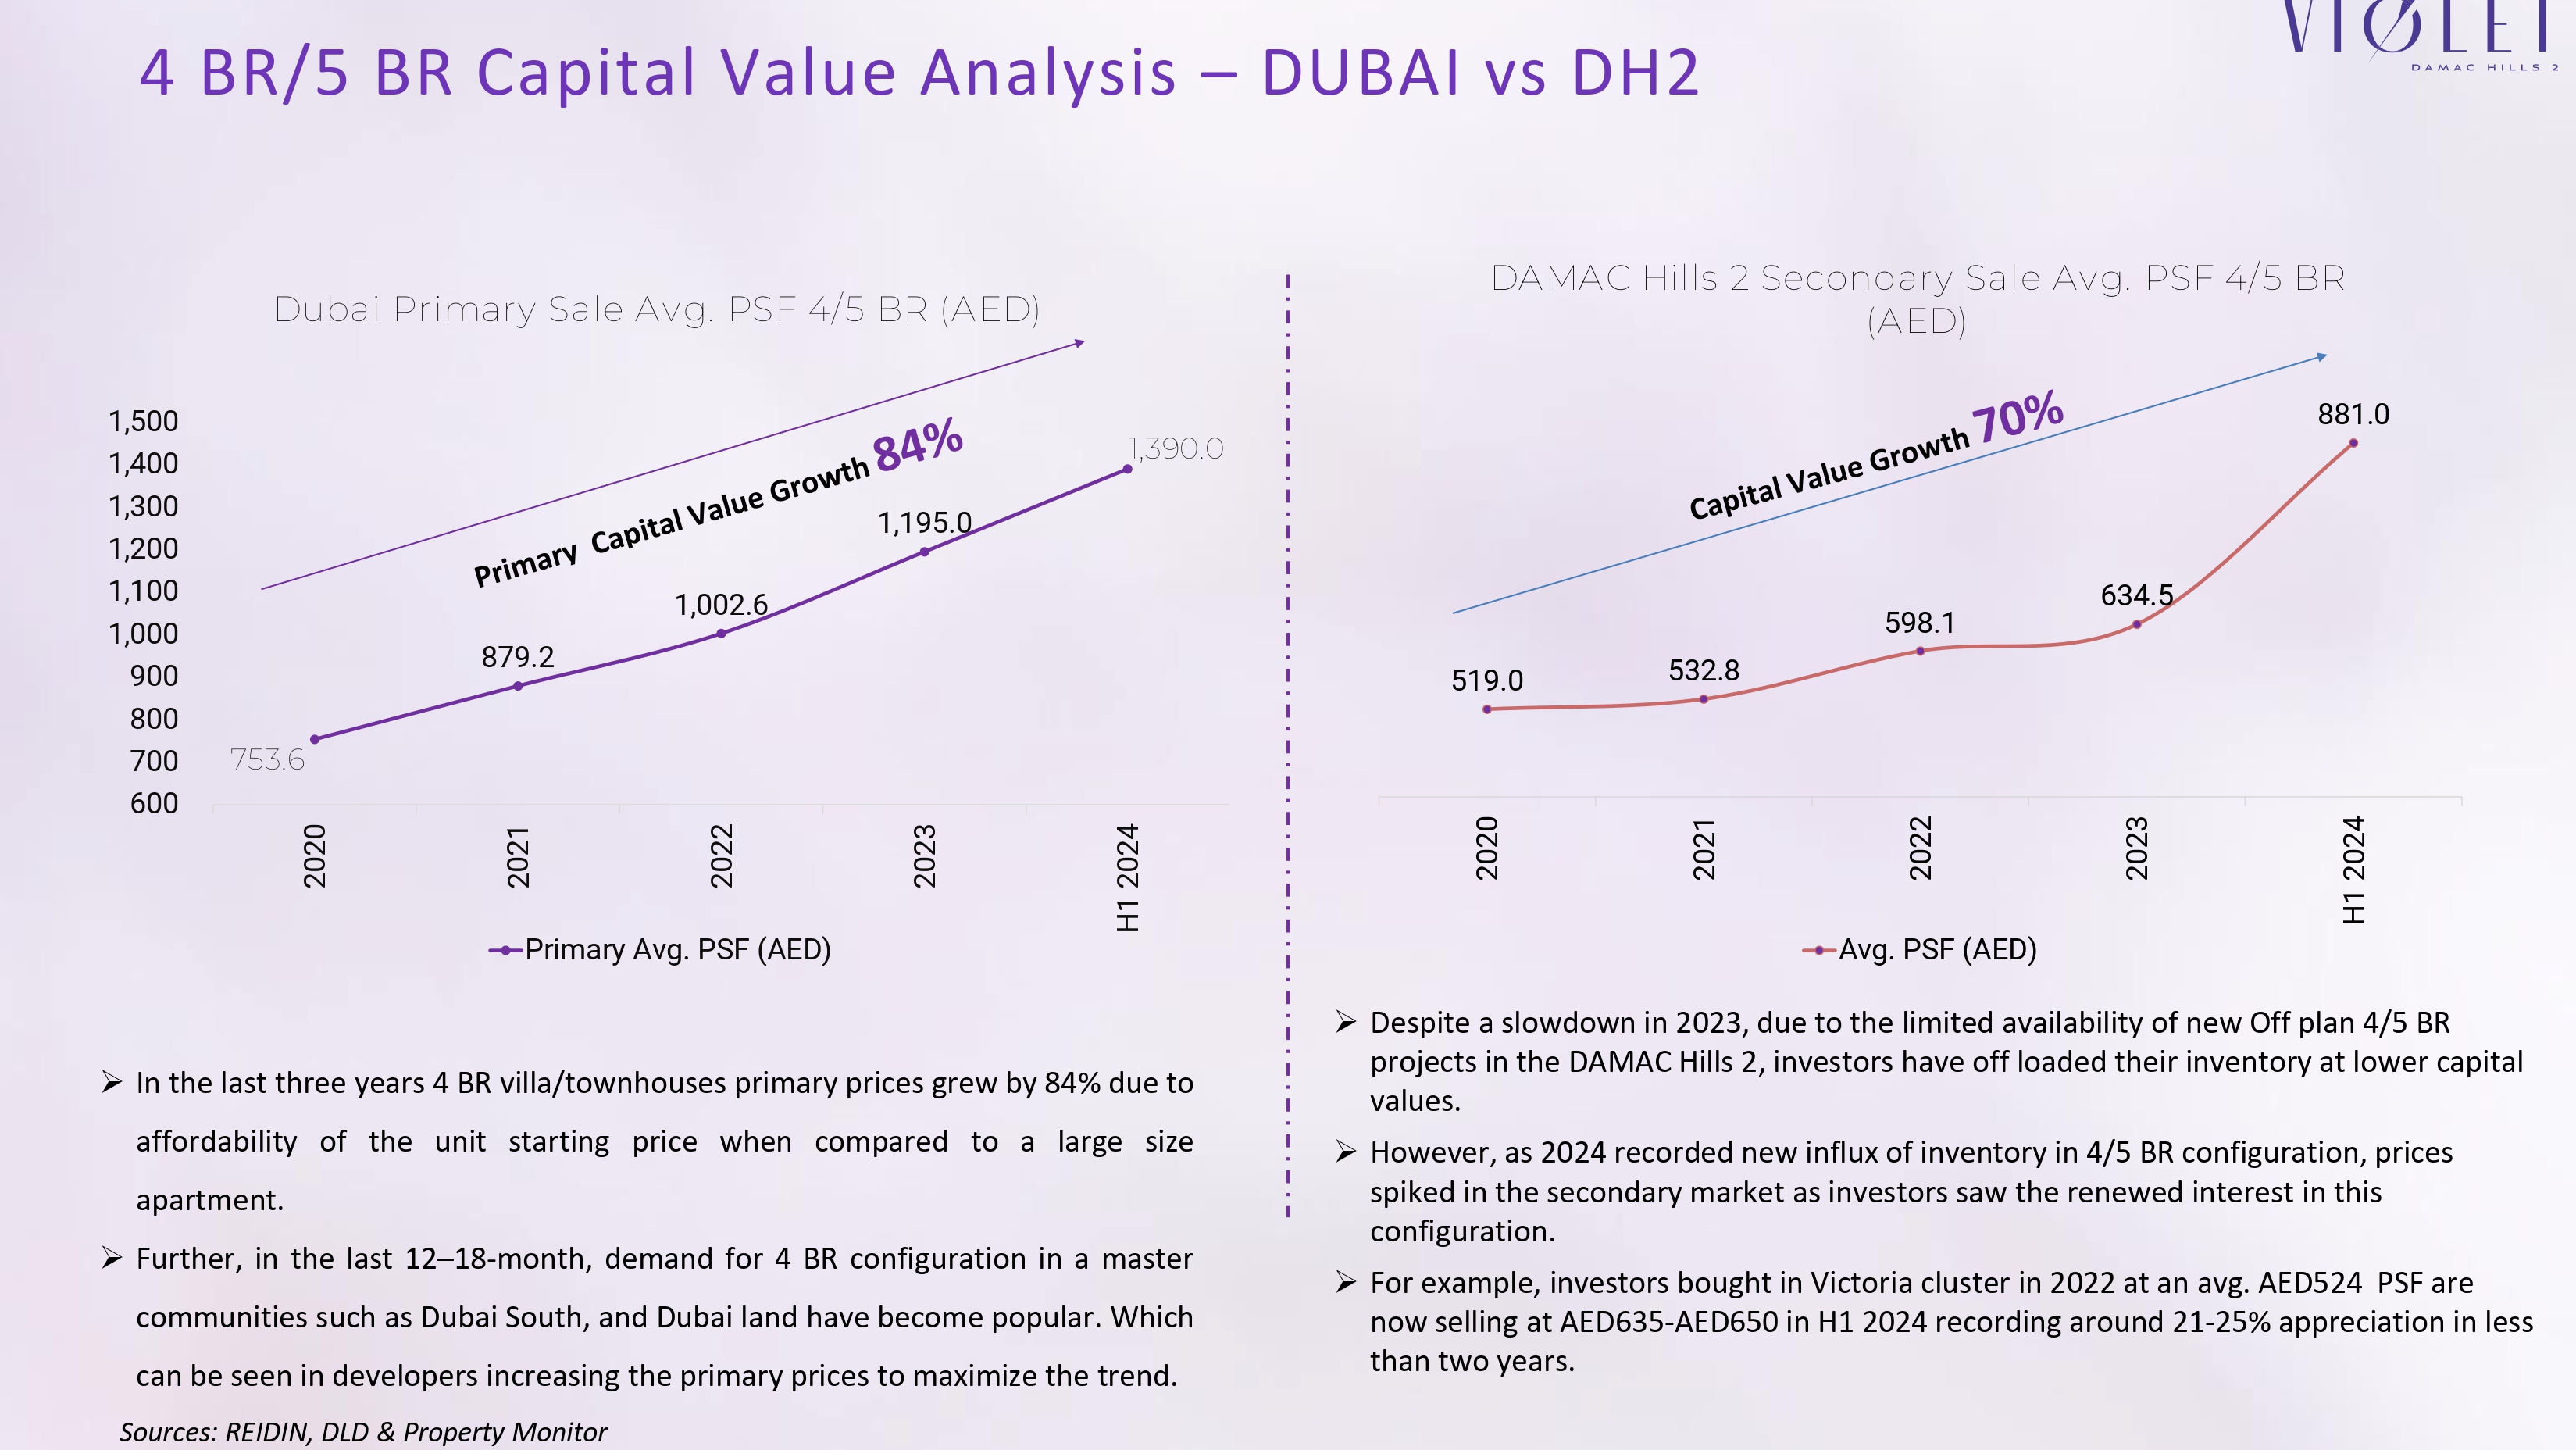 4 BR/5 BR Capital Value Analysis – DUBAI vs DH2
VIOLET
DAMAC HILLS 2
Dubai Primary Sale Avg. PSF 4/5 BR (AED)
1,500
1,400
1,300
1,200
1,100
1,000
900
800
700
600
Primary Capital Value Growth 84%
753.6
879.2
1,002.6
1,195.0
1,390.0
2020
2021
2022
2023
H1 2024
Primary Avg. PSF (AED)
In the last three years 4 BR villa/townhouses primary prices grew by 84% due to
affordability of the unit starting price when compared to a large size
apartment.
Further, in the last 12–18-month, demand for 4 BR configuration in a master
communities such as Dubai South, and Dubai land have become popular. Which
can be seen in developers increasing the primary prices to maximize the trend.
Sources: REIDIN, DLD & Property Monitor
DAMAC Hills 2 Secondary Sale Avg. PSF 4/5 BR
(AED)
Capital Value Growth 70%
519.0
532.8
598.1
634.5
881.0
2020
2021
2022
2023
H1 2024
Avg. PSF (AED)
Despite a slowdown in 2023, due to the limited availability of new Off plan 4/5 BR
projects in the DAMAC Hills 2, investors have off loaded their inventory at lower capital
values.
However, as 2024 recorded new influx of inventory in 4/5 BR configuration, prices
spiked in the secondary market as investors saw the renewed interest in this
configuration.
For example, investors bought in Victoria cluster in 2022 at an avg. AED524 PSF are
now selling at AED635-AED650 in H1 2024 recording around 21-25% appreciation in less
than two years.